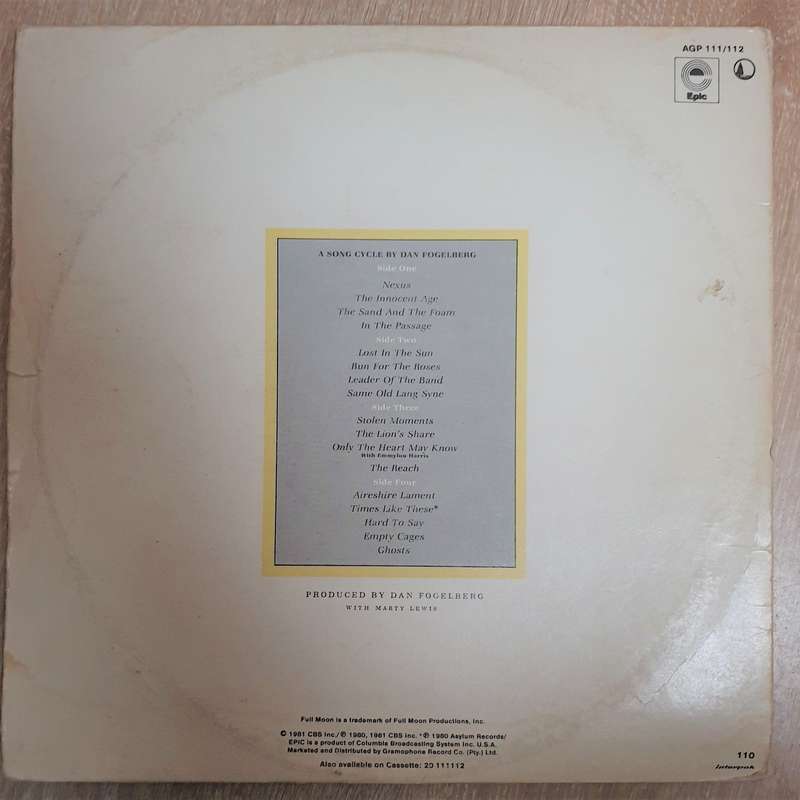 AGP 111/112
Epic
A SONG CYCLE BY DAN FOGELBERG
Side One
Nexus
The Innocent Age
The Sand And The Foam
In The Passage
Side Two
Lost In The Sun
Run For The Roses
Leader Of The Band
Same Old Lang Syne
Side Three
Stolen Moments
The Lion's Share
Only The Heart May Know
With Emmylou Harris
The Reach
Side Four
Aireshire Lament
Times Like These*
Hard To Say
Empty Cages
Ghosts
PRODUCED BY DAN FOGELBERG
WITH MARTY LEWIS
Full Moon is a trademark of Full Moon Productions, Inc.
© 1981 CBS Inc./℗ 1980, 1981 CBS Inc. *℗ 1980 Asylum Records/
EPIC is a product of Columbia Broadcasting System Inc. U.S.A.
Marketed and Distributed by Gramophone Record Co. (Pty.) Ltd.
Also available on Cassette: 20 111112
110
Interpak